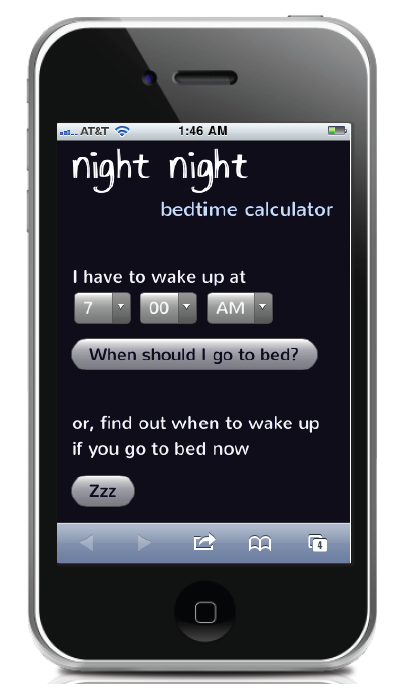 AT&T 1:46 AM
night night
bedtime calculator
I have to wake up at
7 00 AM
When should I go to bed?
or, find out when to wake up
if you go to bed now
Zzz
4